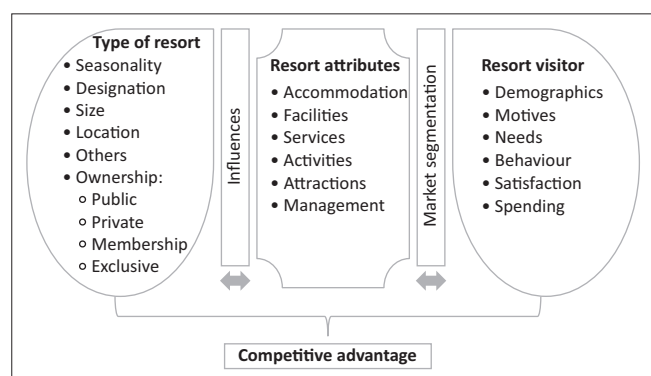 Type of resort
• Seasonality
• Designation
• Size
• Location
• Others
• Ownership:
○ Public
○ Private
○ Membership
○ Exclusive
Influences
Resort attributes
• Accommodation
• Facilities
• Services
• Activities
• Attractions
• Management
Market segmentation
Resort visitor
• Demographics
• Motives
• Needs
• Behaviour
• Satisfaction
• Spending
Competitive advantage